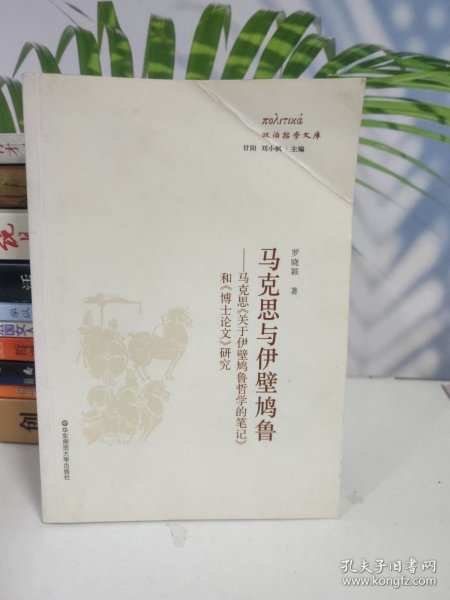 πολιτικά
政治哲学文库
甘阳 刘小枫 | 主编
罗晓颖 著
马克思与伊壁鸠鲁
——马克思《关于伊壁鸠鲁哲学的笔记》
和《博士论文》研究
华东师范大学出版社
国女
创
孔夫子旧书网
www.kongfz.com